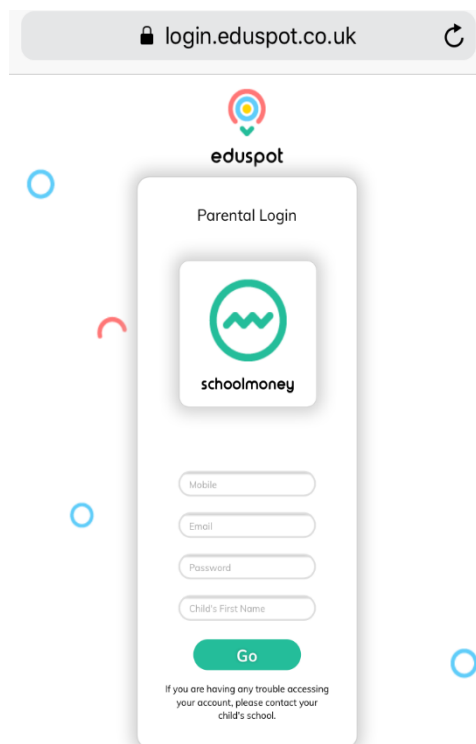 login.eduspot.co.uk
eduspot
Parental Login
schoolmoney
Mobile
Email
Password
Child's First Name
Go
If you are having any trouble accessing
your account, please contact your
child's school.